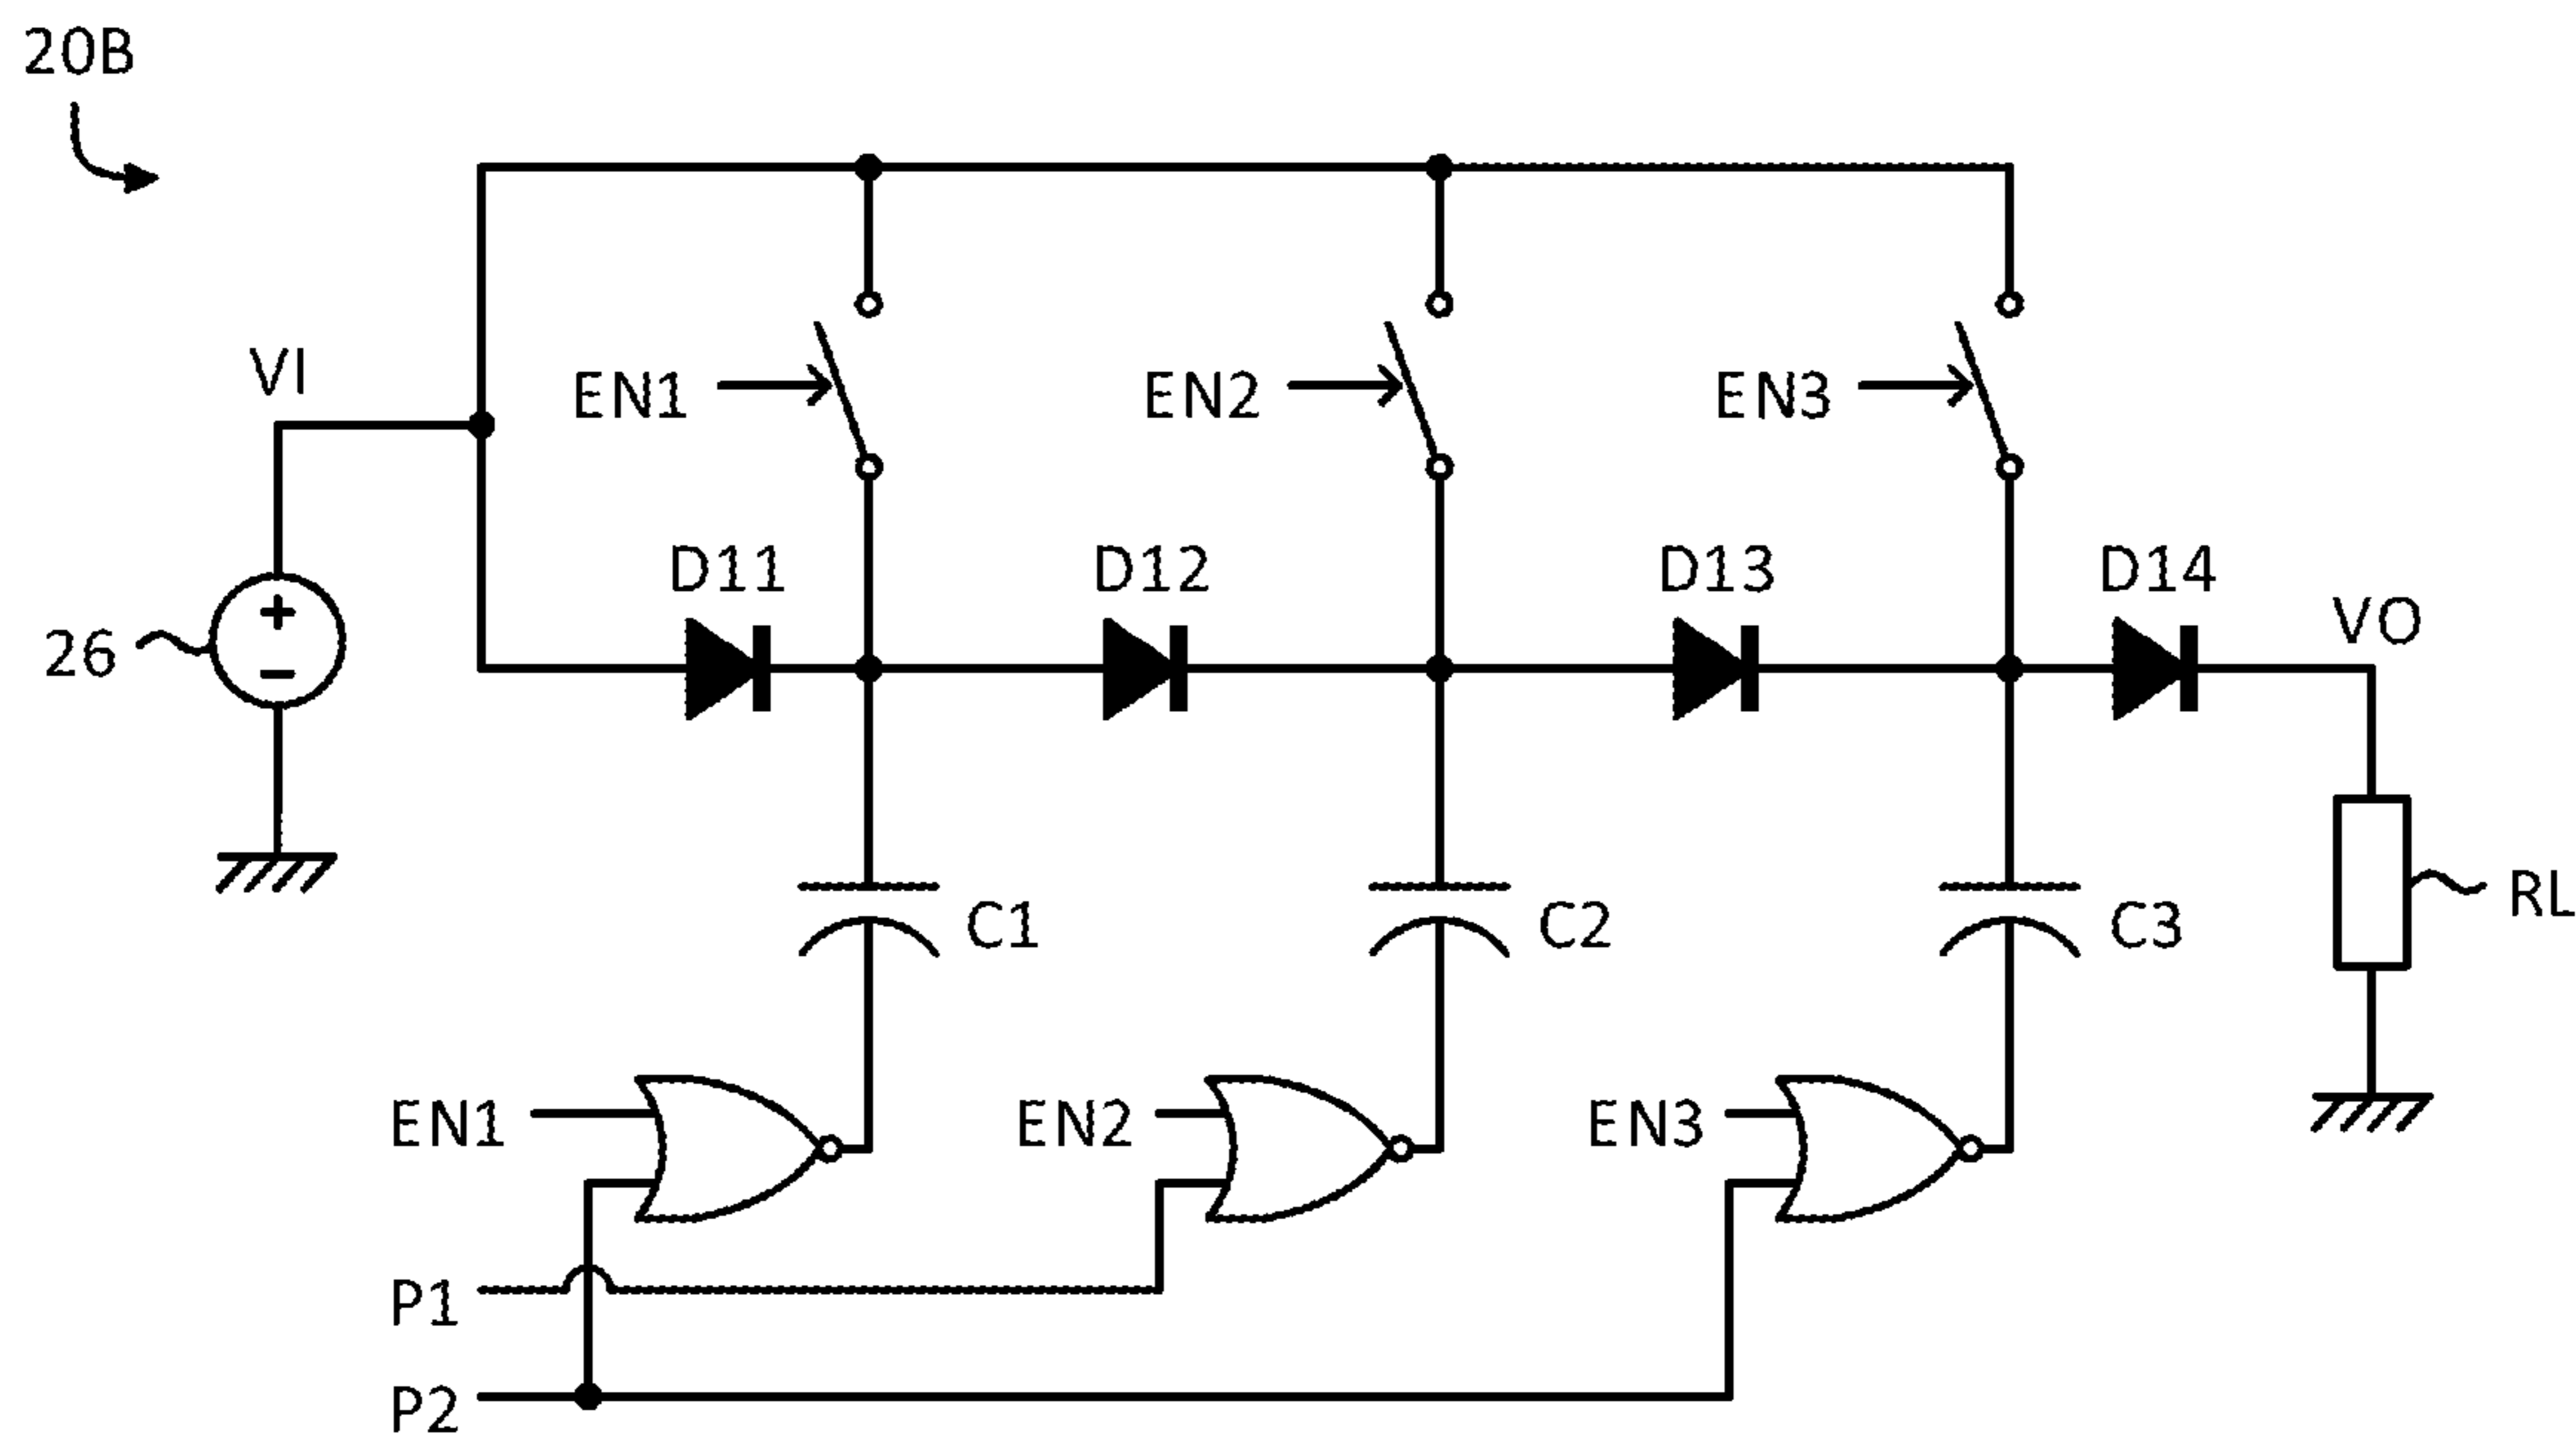 20B
VI
EN1
EN2
EN3
D11
D12
D13
D14
VO
26
+
−
C1
C2
C3
RL
EN1
EN2
EN3
P1
P2